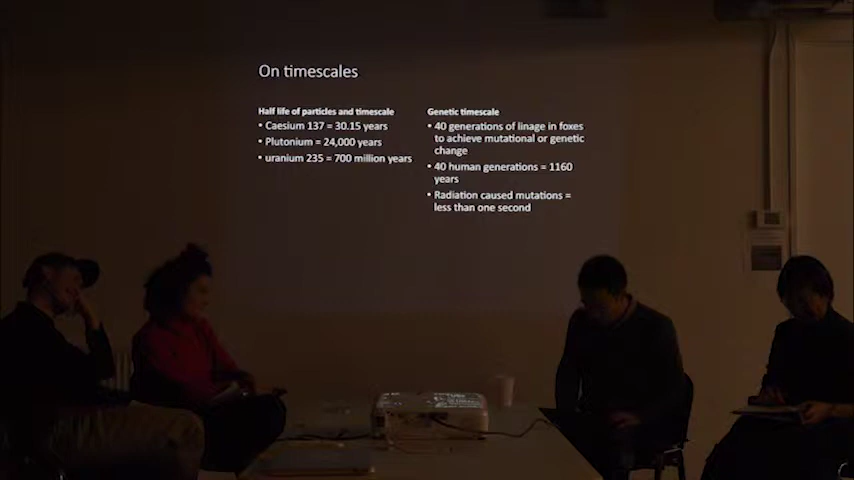 On timescales
Half life of particles and timescale
• Caesium 137 = 30.15 years
• Plutonium = 24,000 years
• uranium 235 = 700 million years
Genetic timescale
• 40 generations of linage in foxes
to achieve mutational or genetic
change
• 40 human generations = 1160
years
• Radiation caused mutations =
less than one second